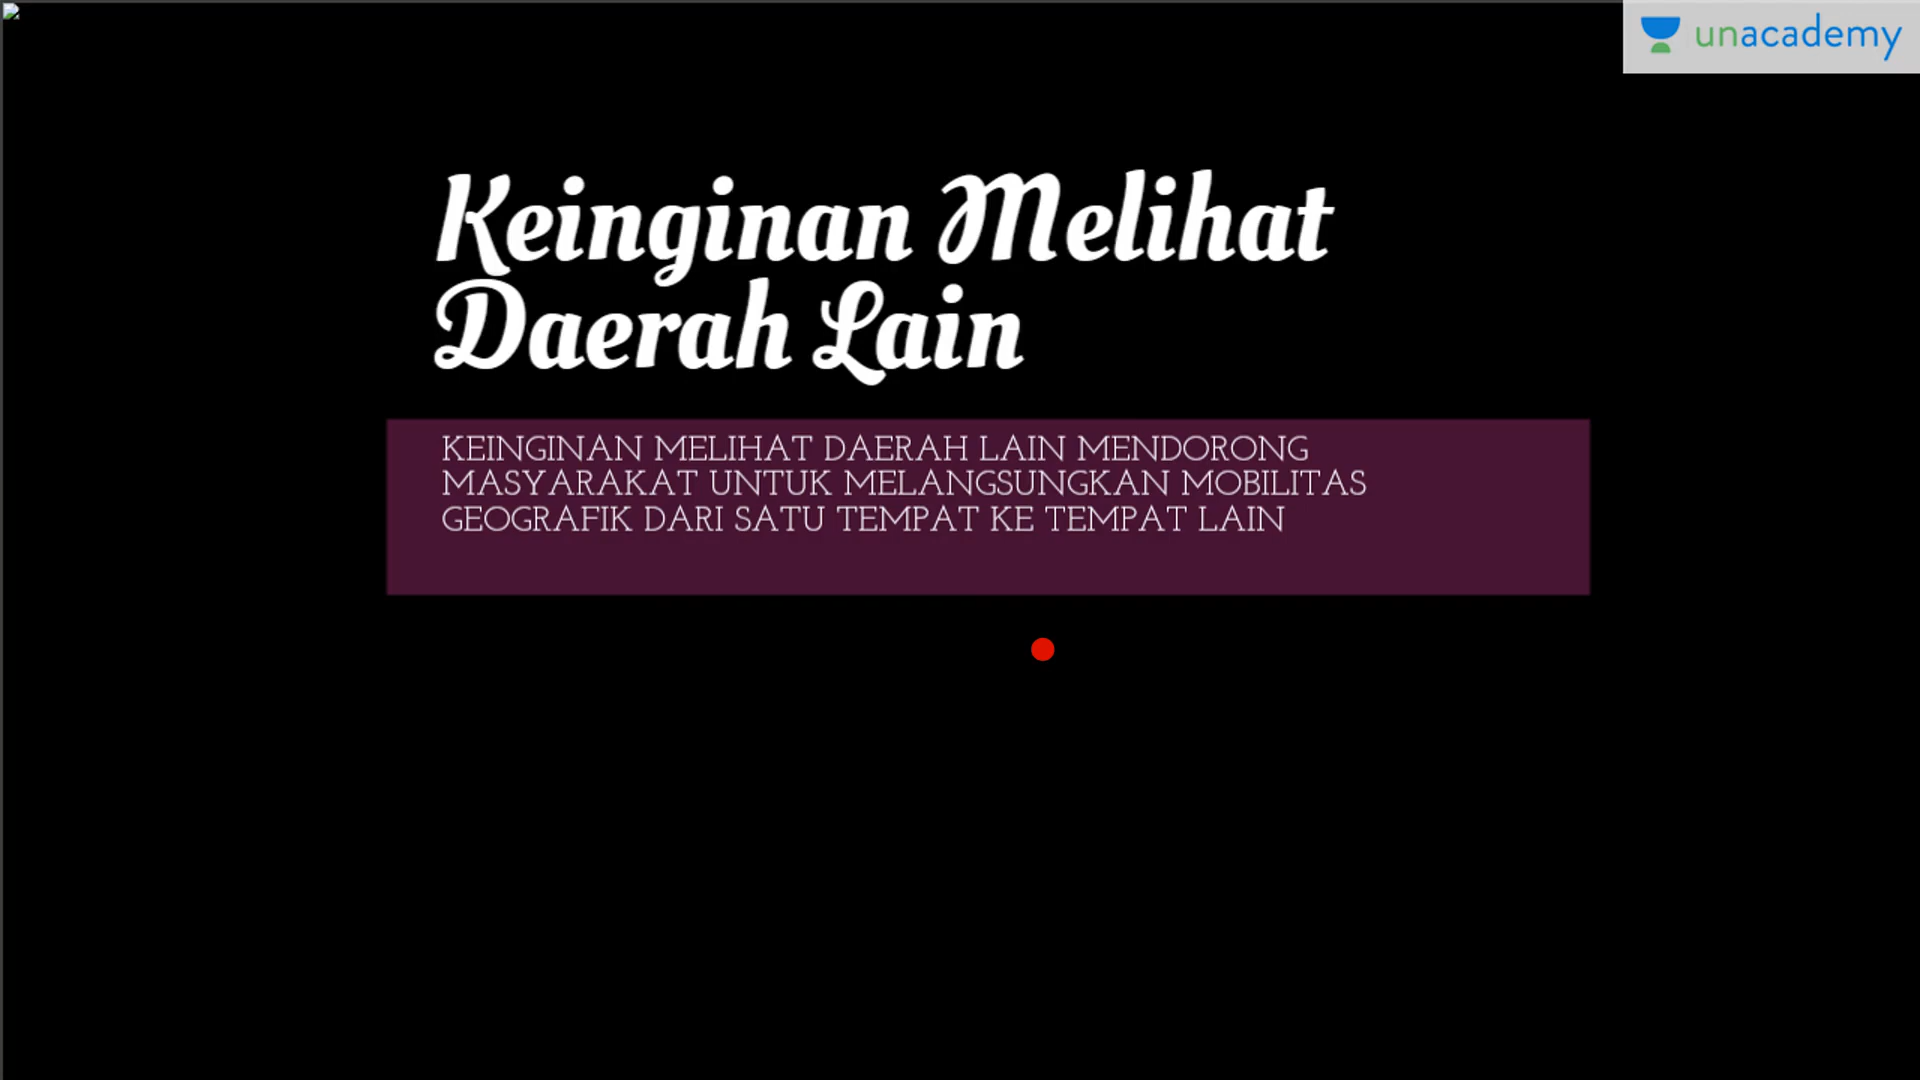 unacademy
Keinginan Melihat
Daerah Lain
KEINGINAN MELIHAT DAERAH LAIN MENDORONG
MASYARAKAT UNTUK MELANGSUNGKAN MOBILITAS
GEOGRAFIK DARI SATU TEMPAT KE TEMPAT LAIN